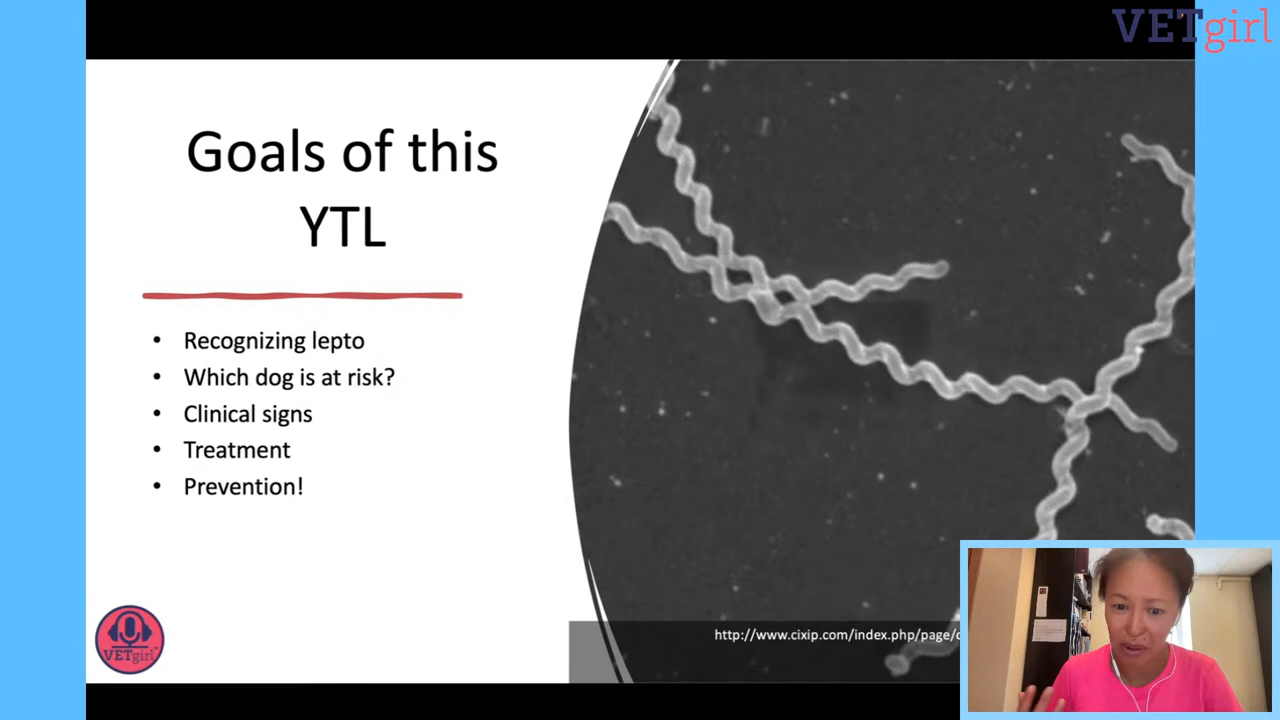 VETgirl
Goals of this
YTL
• Recognizing lepto
• Which dog is at risk?
• Clinical signs
• Treatment
• Prevention!
VETgirl
http://www.cixip.com/index.php/page/